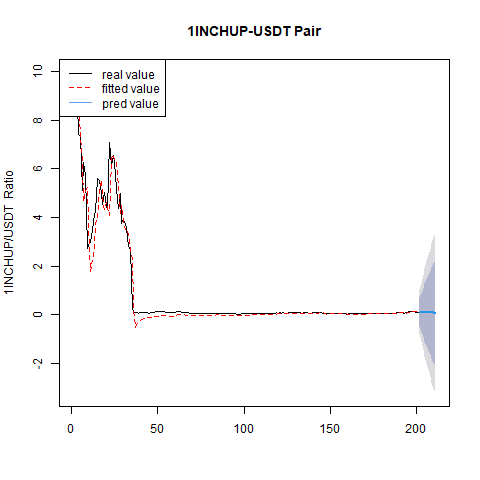 1INCHUP-USDT Pair
real value
fitted value
pred value
1INCHUP/USDT Ratio
10
8
6
4
2
0
-2
0
50
100
150
200